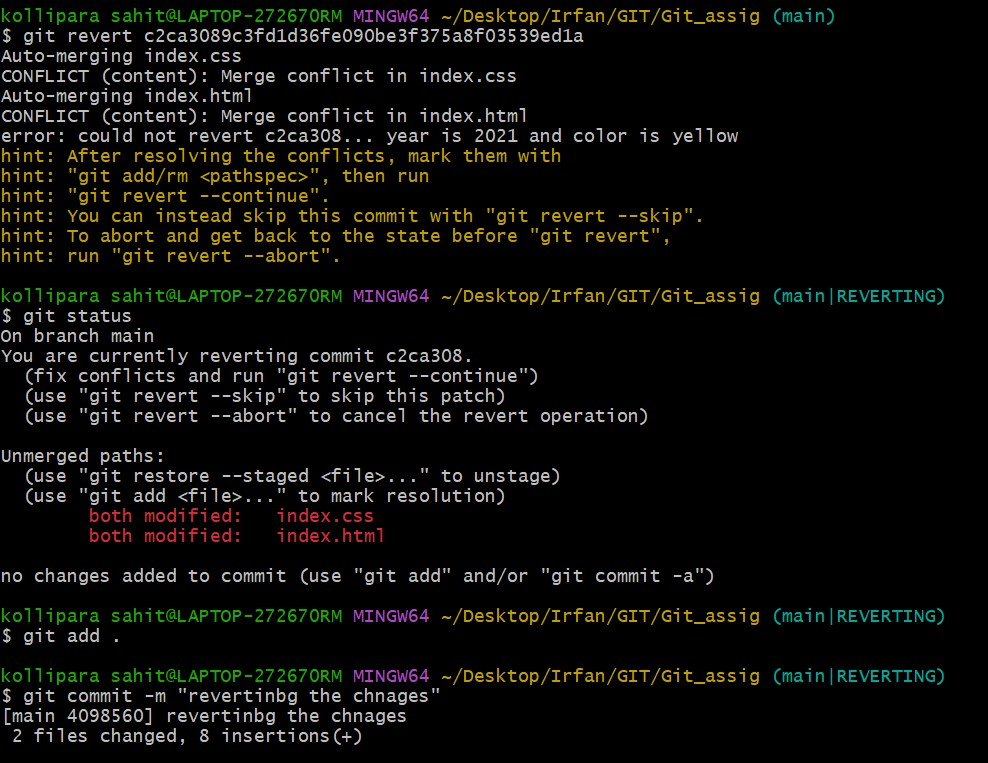 kollipara sahit@LAPTOP-27267ORM MINGW64 ~/Desktop/Irfan/GIT/Git_assig (main)
$ git revert c2ca3089c3fd1d36fe090be3f375a8f03539ed1a
Auto-merging index.css
CONFLICT (content): Merge conflict in index.css
Auto-merging index.html
CONFLICT (content): Merge conflict in index.html
error: could not revert c2ca308... year is 2021 and color is yellow
hint: After resolving the conflicts, mark them with
hint: "git add/rm <pathspec>", then run
hint: "git revert --continue".
hint: You can instead skip this commit with "git revert --skip".
hint: To abort and get back to the state before "git revert",
hint: run "git revert --abort".
kollipara sahit@LAPTOP-27267ORM MINGW64 ~/Desktop/Irfan/GIT/Git_assig (main|REVERTING)
$ git status
On branch main
You are currently reverting commit c2ca308.
  (fix conflicts and run "git revert --continue")
  (use "git revert --skip" to skip this patch)
  (use "git revert --abort" to cancel the revert operation)
Unmerged paths:
  (use "git restore --staged <file>..." to unstage)
  (use "git add <file>..." to mark resolution)
        both modified:   index.css
        both modified:   index.html
no changes added to commit (use "git add" and/or "git commit -a")
kollipara sahit@LAPTOP-27267ORM MINGW64 ~/Desktop/Irfan/GIT/Git_assig (main|REVERTING)
$ git add .
kollipara sahit@LAPTOP-27267ORM MINGW64 ~/Desktop/Irfan/GIT/Git_assig (main|REVERTING)
$ git commit -m "revertinbg the chnages"
[main 4098560] revertinbg the chnages
 2 files changed, 8 insertions(+)